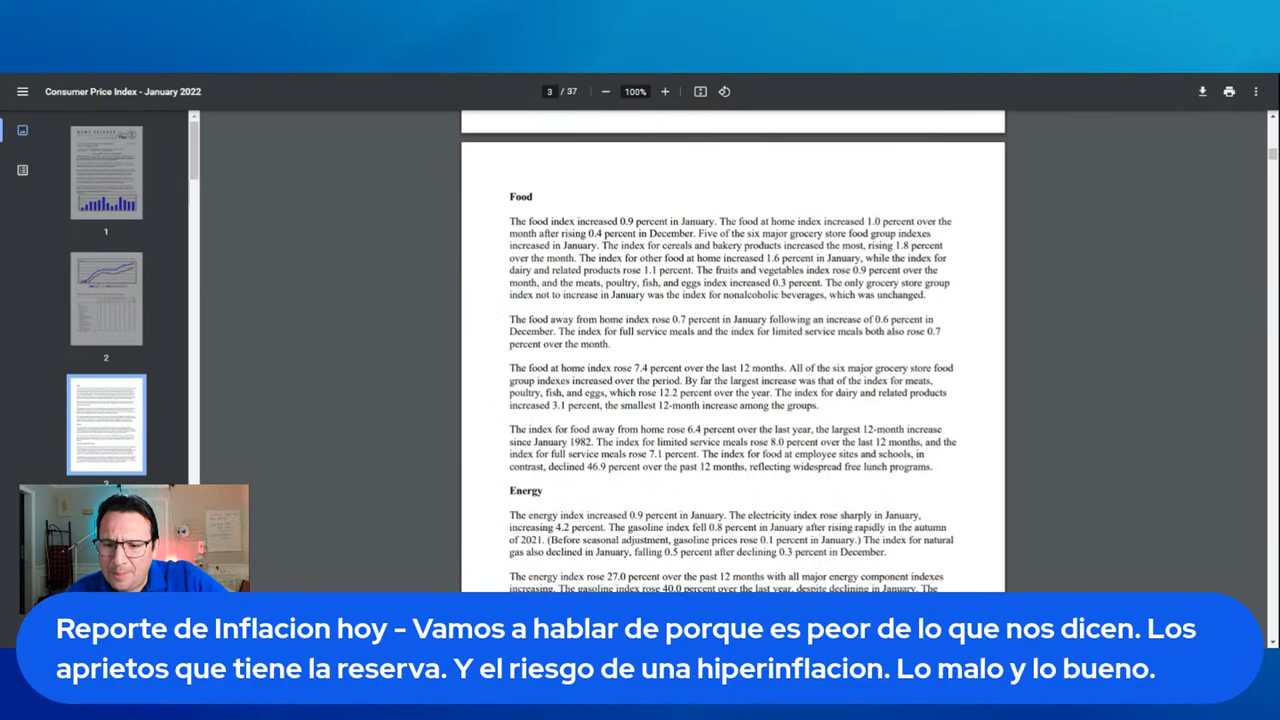 Consumer Price Index - January 2022
3 / 37
100%
1
2
3
Food
The food index increased 0.9 percent in January. The food at home index increased 1.0 percent over the
month after rising 0.4 percent in December. Five of the six major grocery store food group indexes
increased in January. The index for cereals and bakery products increased the most, rising 1.8 percent
over the month. The index for other food at home increased 1.6 percent in January, while the index for
dairy and related products rose 1.1 percent. The fruits and vegetables index rose 0.9 percent over the
month, and the meats, poultry, fish, and eggs index increased 0.3 percent. The only grocery store group
index not to increase in January was the index for nonalcoholic beverages, which was unchanged.
The food away from home index rose 0.7 percent in January following an increase of 0.6 percent in
December. The index for full service meals and the index for limited service meals both also rose 0.7
percent over the month.
The food at home index rose 7.4 percent over the last 12 months. All of the six major grocery store food
group indexes increased over the period. By far the largest increase was that of the index for meats,
poultry, fish, and eggs, which rose 12.2 percent over the year. The index for dairy and related products
increased 3.1 percent, the smallest 12-month increase among the groups.
The index for food away from home rose 6.4 percent over the last year, the largest 12-month increase
since January 1982. The index for limited service meals rose 8.0 percent over the last 12 months, and the
index for full service meals rose 7.1 percent. The index for food at employee sites and schools, in
contrast, declined 46.9 percent over the past 12 months, reflecting widespread free lunch programs.
Energy
The energy index increased 0.9 percent in January. The electricity index rose sharply in January,
increasing 4.2 percent. The gasoline index fell 0.8 percent in January after rising rapidly in the autumn
of 2021. (Before seasonal adjustment, gasoline prices rose 0.1 percent in January.) The index for natural
gas also declined in January, falling 0.5 percent after declining 0.3 percent in December.
The energy index rose 27.0 percent over the past 12 months with all major energy component indexes
increasing. The gasoline index rose 40.0 percent over the last year, despite declining in January. The
Reporte de Inflacion hoy - Vamos a hablar de porque es peor de lo que nos dicen. Los
aprietos que tiene la reserva. Y el riesgo de una hiperinflacion. Lo malo y lo bueno.